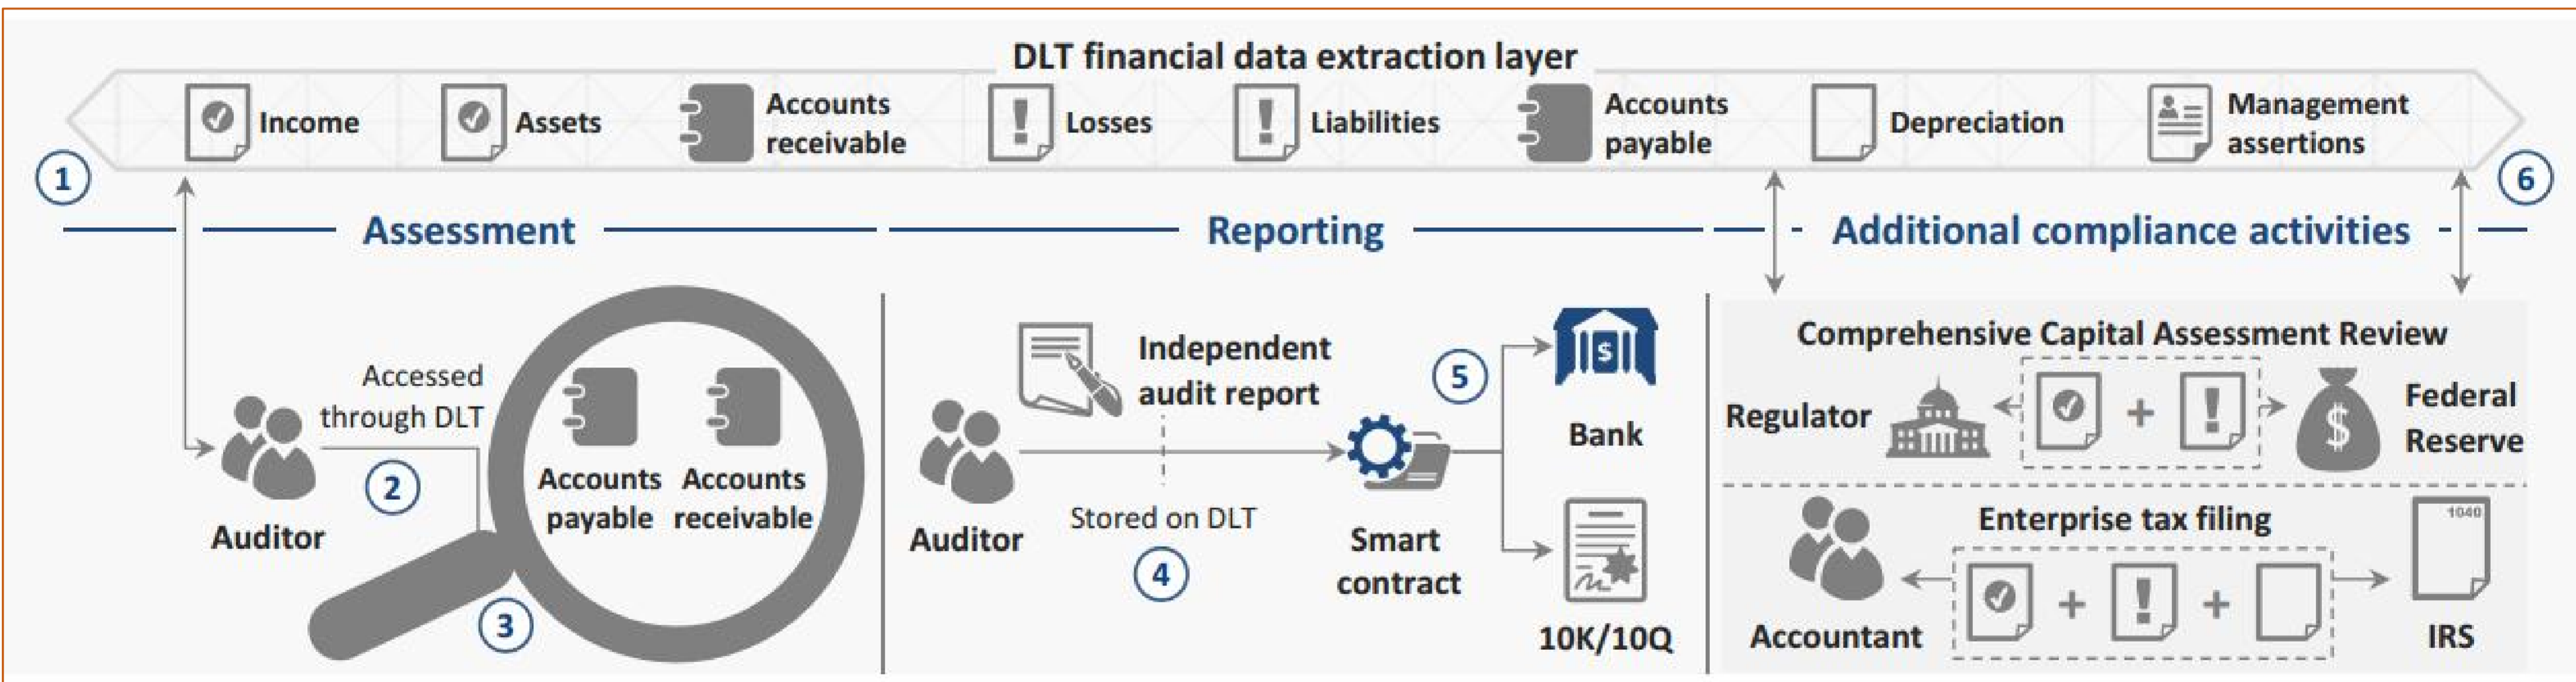 DLT financial data extraction layer
Income
Assets
Accounts
receivable
Losses
Liabilities
Accounts
payable
Depreciation
Management
assertions
1
6
Assessment
Reporting
Additional compliance activities
Accessed
through DLT
2
Auditor
Accounts
payable
Accounts
receivable
3
Independent
audit report
Auditor
Stored on DLT
4
Smart
contract
5
$
Bank
10K/10Q
Comprehensive Capital Assessment Review
Regulator
+
$
Federal
Reserve
Enterprise tax filing
Accountant
+
+
1040
IRS